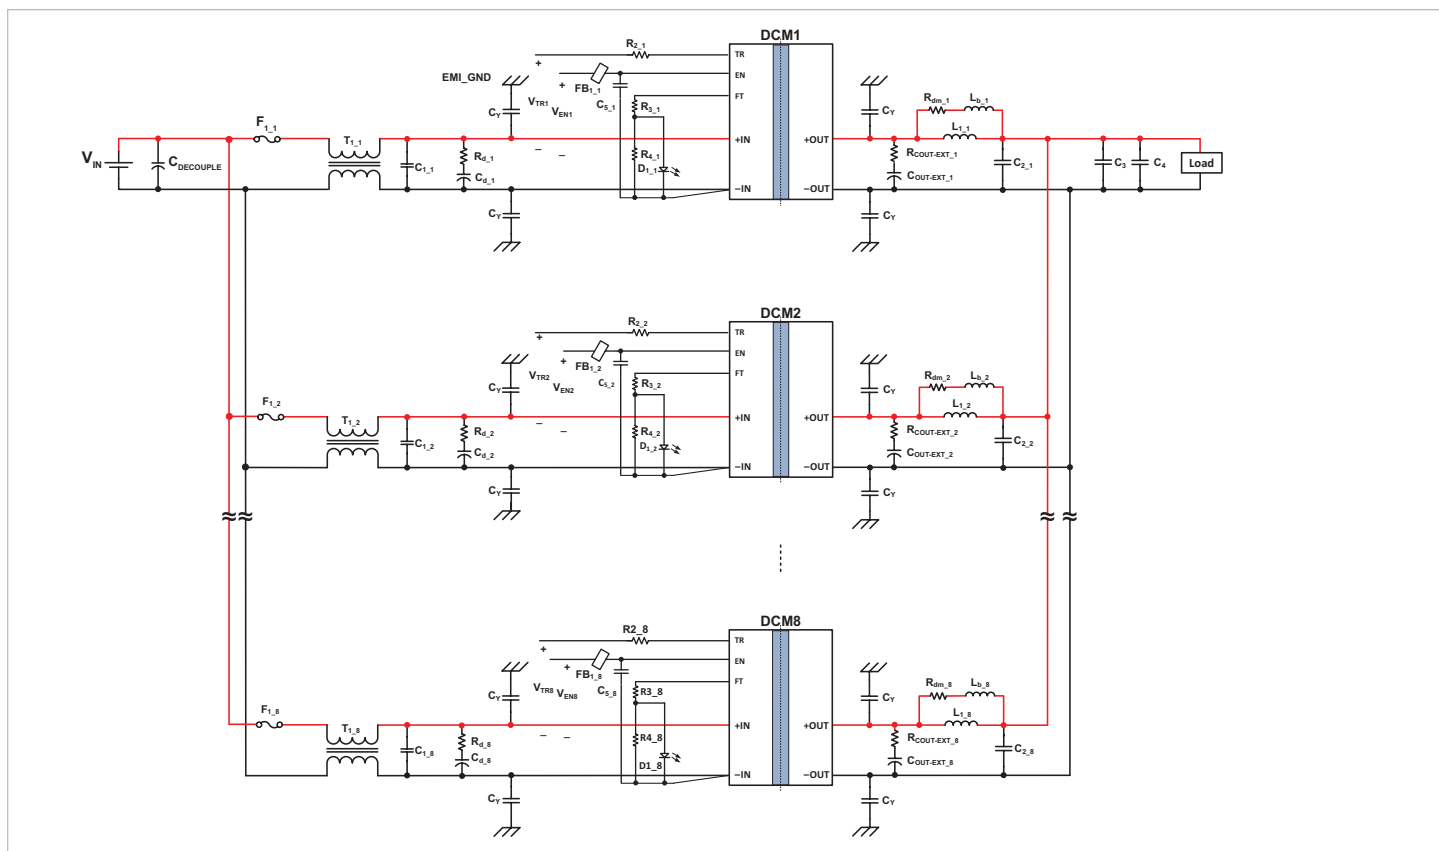 DCM1
R2_1
TR
EMI_GND
+
FB1_1
EN
+
C5_1
FT
VTR1
VEN1
R3_1
CY
CY
Rdm_1
Lb_1
F1_1
T1_1
+IN
+OUT
L1_1
VIN
CDECOUPLE
C1_1
Rd_1
Cd_1
–
–
R4_1
D1_1
RCOUT-EXT_1
COUT-EXT_1
C2_1
C3
C4
Load
–IN
–OUT
CY
CY
DCM2
R2_2
TR
+
EN
+
FB1_2
C5_2
FT
VTR2
VEN2
R3_2
CY
CY
Rdm_2
Lb_2
F1_2
T1_2
+IN
+OUT
L1_2
C1_2
Rd_2
Cd_2
–
–
R4_2
D1_2
RCOUT-EXT_2
COUT-EXT_2
C2_2
–IN
–OUT
CY
CY
≈ ≈
≈ ≈
DCM8
R2_8
TR
+
EN
+
FB1_8
C5_8
FT
VTR8
VEN8
R3_8
CY
CY
Rdm_8
Lb_8
F1_8
T1_8
+IN
+OUT
L1_8
C1_8
Rd_8
Cd_8
–
–
R4_8
D1_8
RCOUT-EXT_8
COUT-EXT_8
C2_8
–IN
–OUT
CY
CY